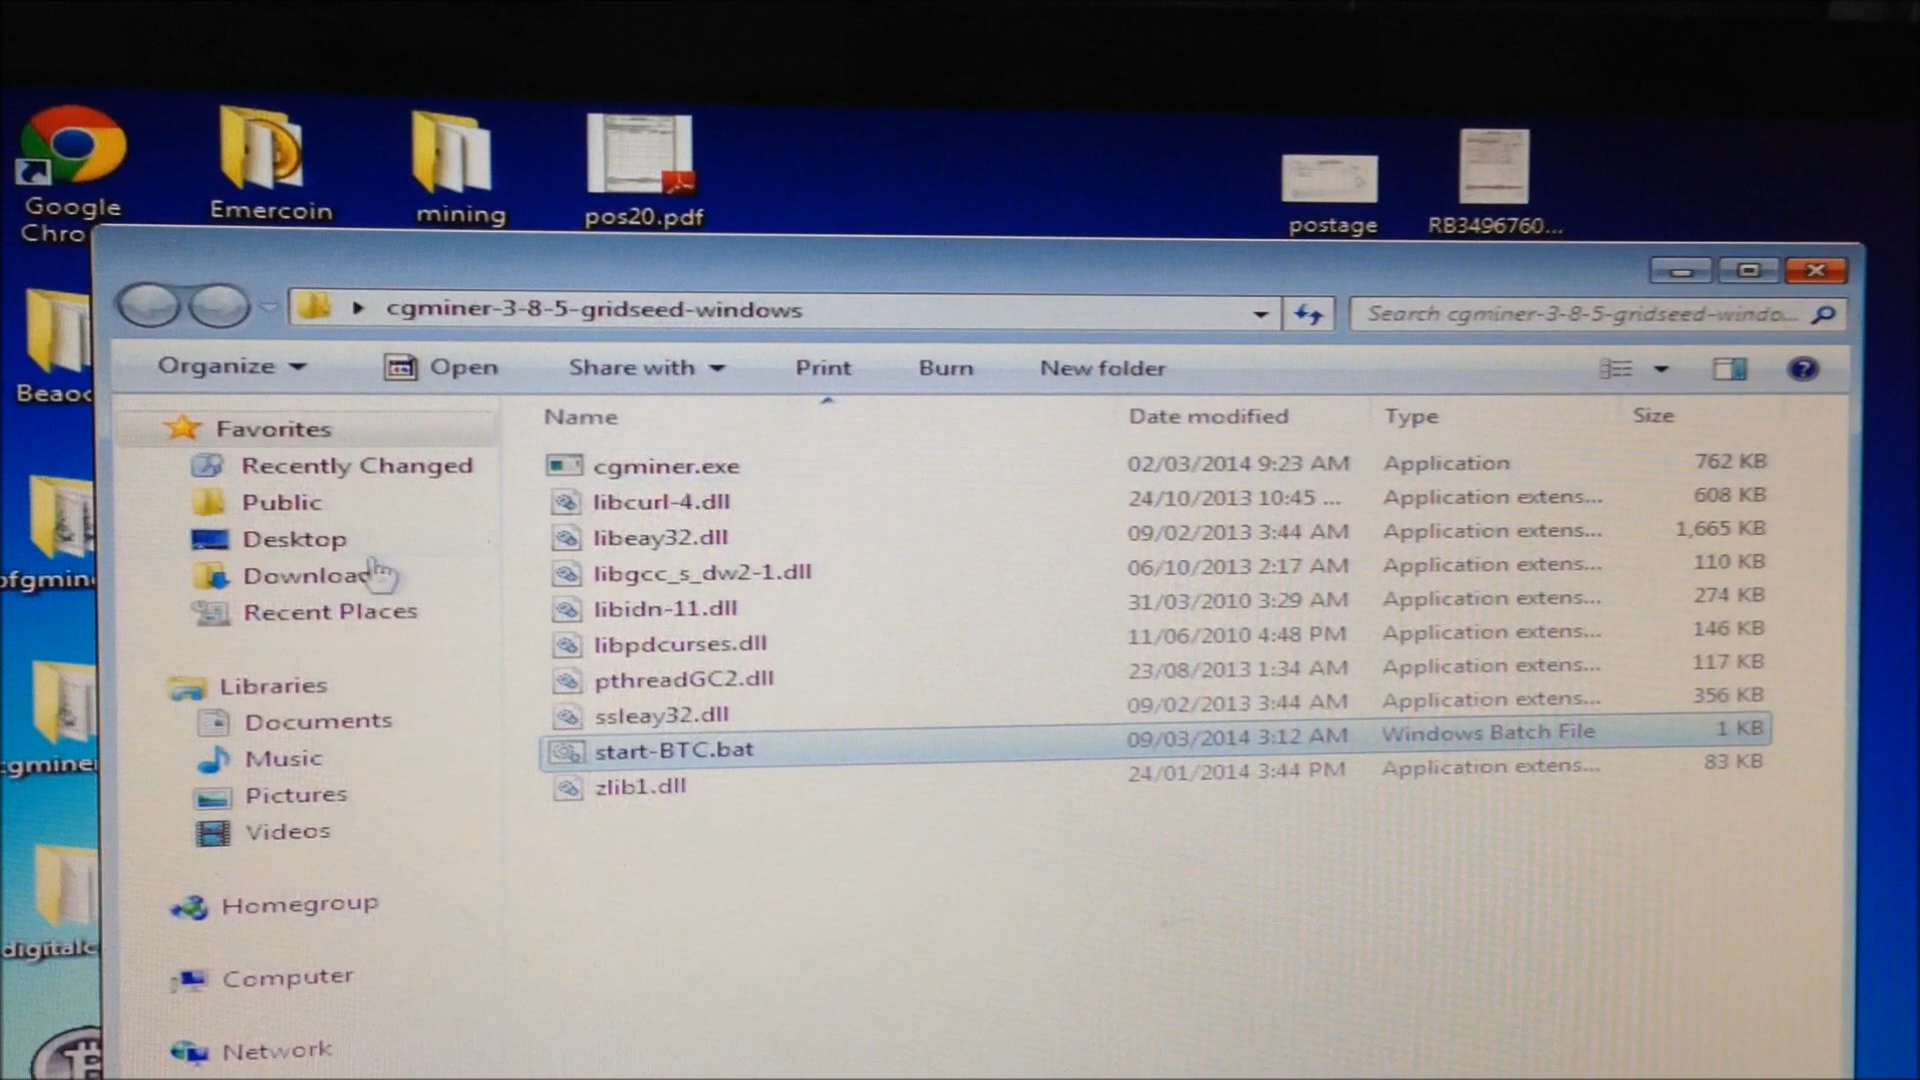 Google
Chro
Emercoin
mining
pos20.pdf
postage
RB3496760...
Beaoc
cgminer-3-8-5-gridseed-windows
Search cgminer-3-8-5-gridseed-windo...
Organize
Open
Share with
Print
Burn
New folder
Name
Date modified
Type
Size
Favorites
Recently Changed
Public
Desktop
Download
Recent Places
Libraries
Documents
Music
Pictures
Videos
Homegroup
Computer
Network
cgminer.exe 02/03/2014 9:23 AM Application 762 KB
libcurl-4.dll 24/10/2013 10:45 ... Application extens... 608 KB
libeay32.dll 09/02/2013 3:44 AM Application extens... 1,665 KB
libgcc_s_dw2-1.dll 06/10/2013 2:17 AM Application extens... 110 KB
libidn-11.dll 31/03/2010 3:29 AM Application extens... 274 KB
libpdcurses.dll 11/06/2010 4:48 PM Application extens... 146 KB
pthreadGC2.dll 23/08/2013 1:34 AM Application extens... 117 KB
ssleay32.dll 09/02/2013 3:44 AM Application extens... 356 KB
start-BTC.bat 09/03/2014 3:12 AM Windows Batch File 1 KB
zlib1.dll 24/01/2014 3:44 PM Application extens... 83 KB
ofgmin
cgmine
digitalc